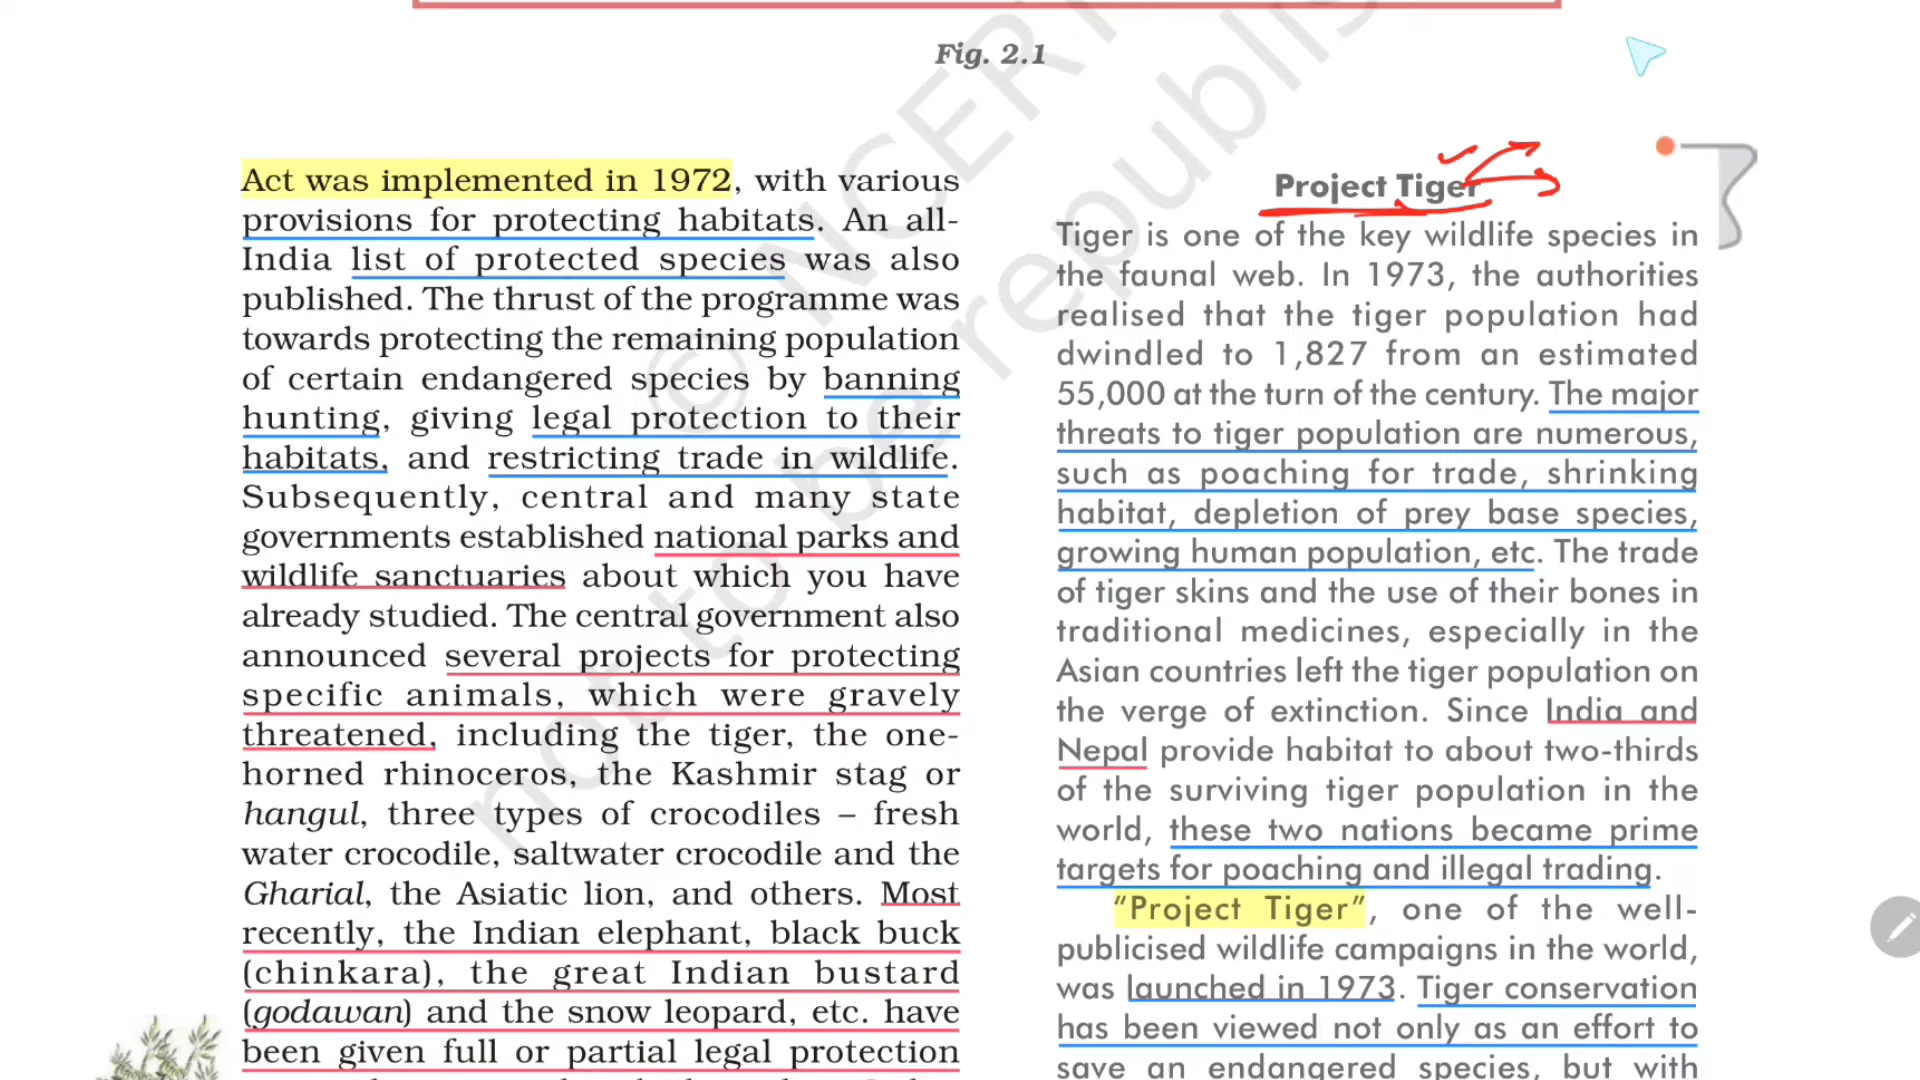 Fig. 2.1
Act was implemented in 1972, with various
provisions for protecting habitats. An all-
India list of protected species was also
published. The thrust of the programme was
towards protecting the remaining population
of certain endangered species by banning
hunting, giving legal protection to their
habitats, and restricting trade in wildlife.
Subsequently, central and many state
governments established national parks and
wildlife sanctuaries about which you have
already studied. The central government also
announced several projects for protecting
specific animals, which were gravely
threatened, including the tiger, the one-
horned rhinoceros, the Kashmir stag or
hangul, three types of crocodiles – fresh
water crocodile, saltwater crocodile and the
Gharial, the Asiatic lion, and others. Most
recently, the Indian elephant, black buck
(chinkara), the great Indian bustard
(godawan) and the snow leopard, etc. have
been given full or partial legal protection
Project Tiger
Tiger is one of the key wildlife species in
the faunal web. In 1973, the authorities
realised that the tiger population had
dwindled to 1,827 from an estimated
55,000 at the turn of the century. The major
threats to tiger population are numerous,
such as poaching for trade, shrinking
habitat, depletion of prey base species,
growing human population, etc. The trade
of tiger skins and the use of their bones in
traditional medicines, especially in the
Asian countries left the tiger population on
the verge of extinction. Since India and
Nepal provide habitat to about two-thirds
of the surviving tiger population in the
world, these two nations became prime
targets for poaching and illegal trading.
“Project Tiger”, one of the well-
publicised wildlife campaigns in the world,
was launched in 1973. Tiger conservation
has been viewed not only as an effort to
save an endangered species, but with
© NCERT
not to be republis